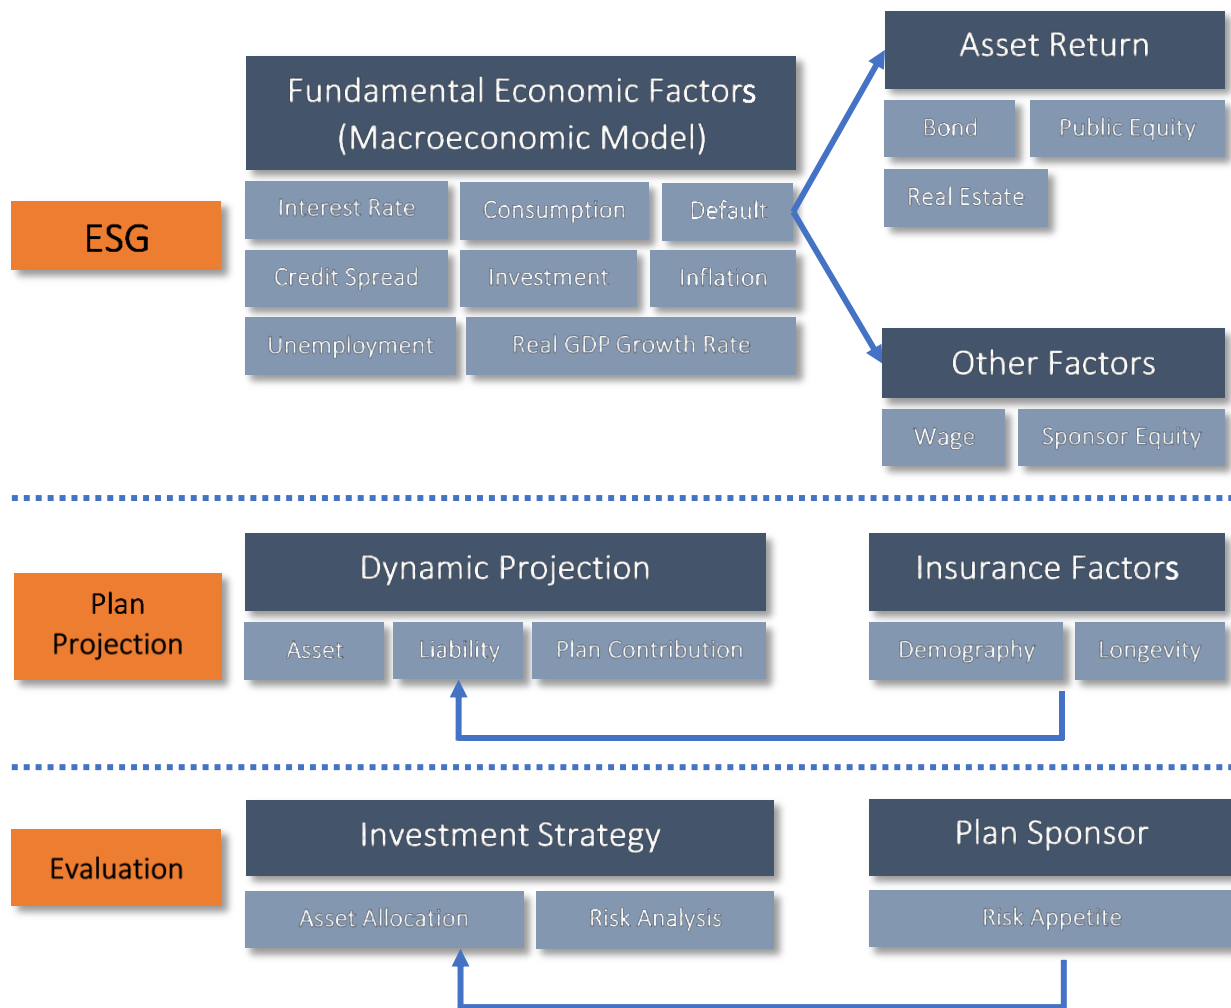 ESG
Fundamental Economic Factors
(Macroeconomic Model)
Interest Rate
Consumption
Default
Credit Spread
Investment
Inflation
Unemployment
Real GDP Growth Rate
Asset Return
Bond
Public Equity
Real Estate
Other Factors
Wage
Sponsor Equity
Plan
Projection
Dynamic Projection
Asset
Liability
Plan Contribution
Insurance Factors
Demography
Longevity
Evaluation
Investment Strategy
Asset Allocation
Risk Analysis
Plan Sponsor
Risk Appetite